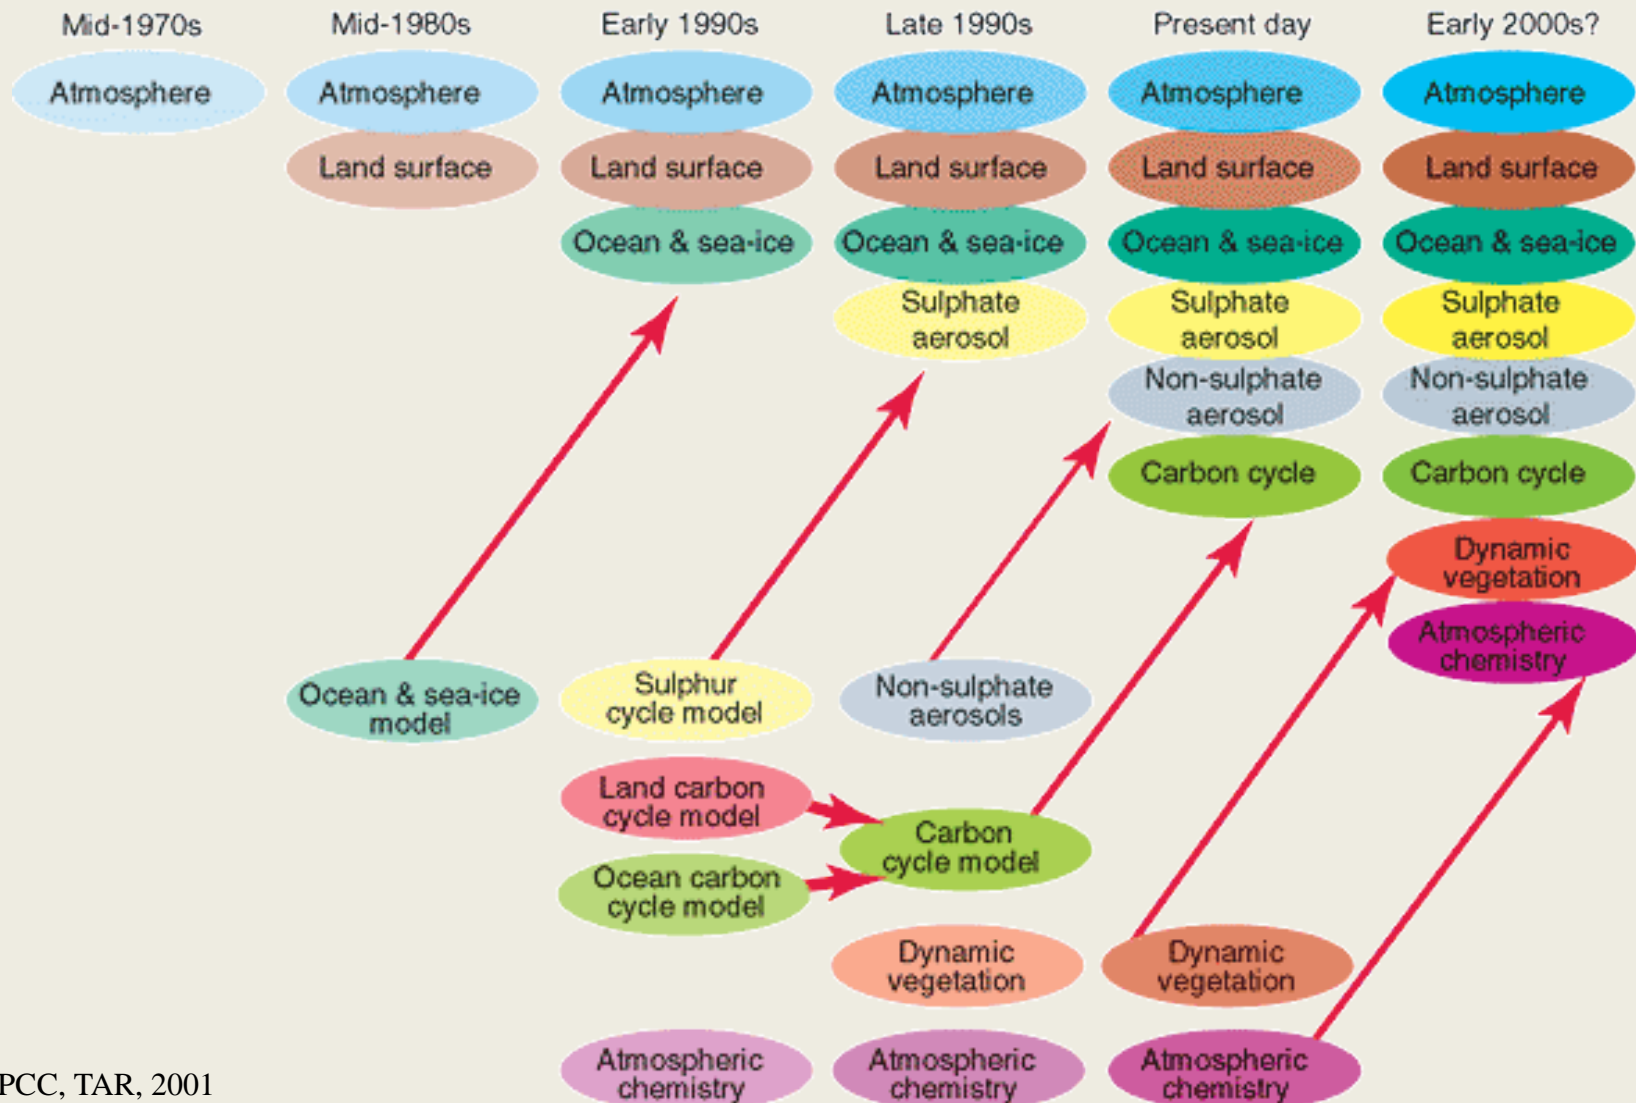 Mid-1970s
Mid-1980s
Early 1990s
Late 1990s
Present day
Early 2000s?
Atmosphere
Atmosphere
Atmosphere
Atmosphere
Atmosphere
Atmosphere
Land surface
Land surface
Land surface
Land surface
Land surface
Ocean & sea-ice
Ocean & sea-ice
Ocean & sea-ice
Ocean & sea-ice
Sulphate
aerosol
Sulphate
aerosol
Sulphate
aerosol
Non-sulphate
aerosol
Non-sulphate
aerosol
Carbon cycle
Carbon cycle
Dynamic
vegetation
Atmospheric
chemistry
Ocean & sea-ice
model
Sulphur
cycle model
Non-sulphate
aerosols
Land carbon
cycle model
Carbon
cycle model
Ocean carbon
cycle model
Dynamic
vegetation
Dynamic
vegetation
Atmospheric
chemistry
Atmospheric
chemistry
Atmospheric
chemistry
PCC, TAR, 2001